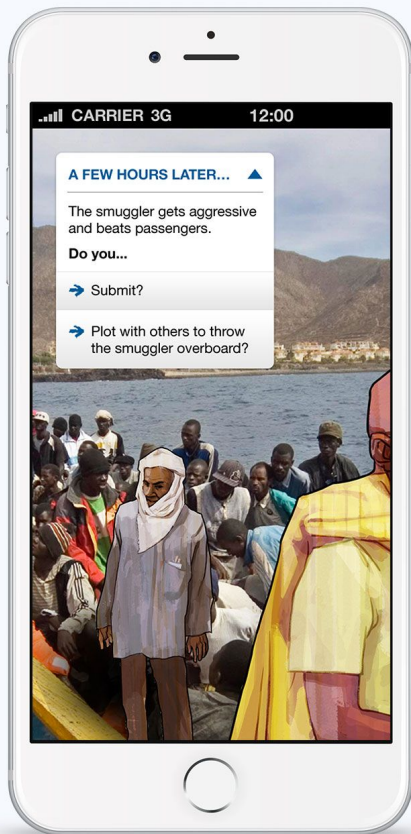 CARRIER 3G 12:00
A FEW HOURS LATER...
The smuggler gets aggressive
and beats passengers.
Do you...
Submit?
Plot with others to throw
the smuggler overboard?